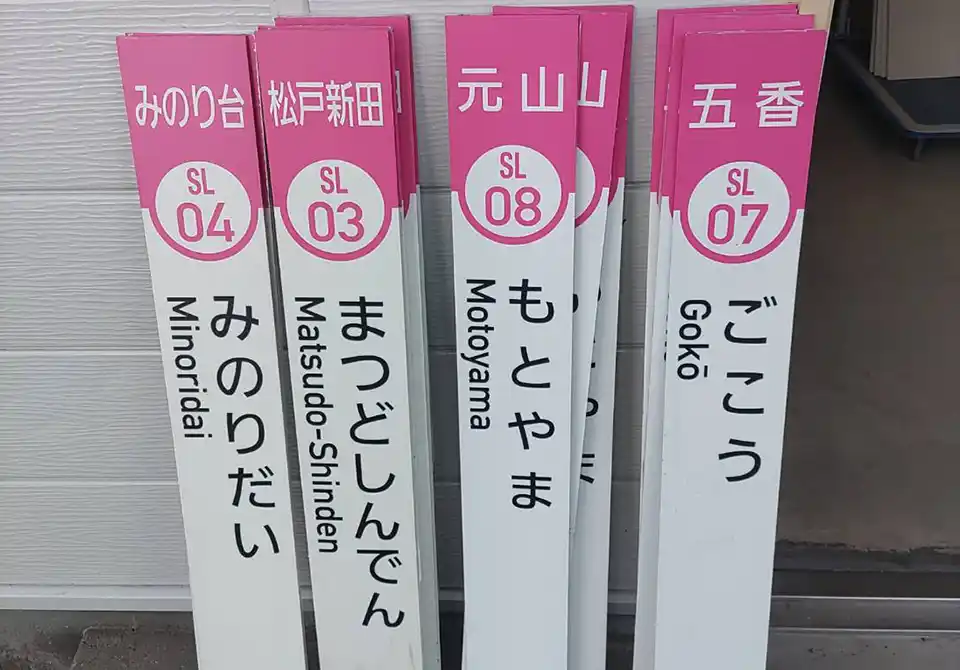 みのり台
SL
04
みのりだい
Minoridai
松戸新田
SL
03
まつどしんでん
Matsudo-Shinden
元山
SL
08
もとやま
Motoyama
山
五香
SL
07
ごこう
Gokō